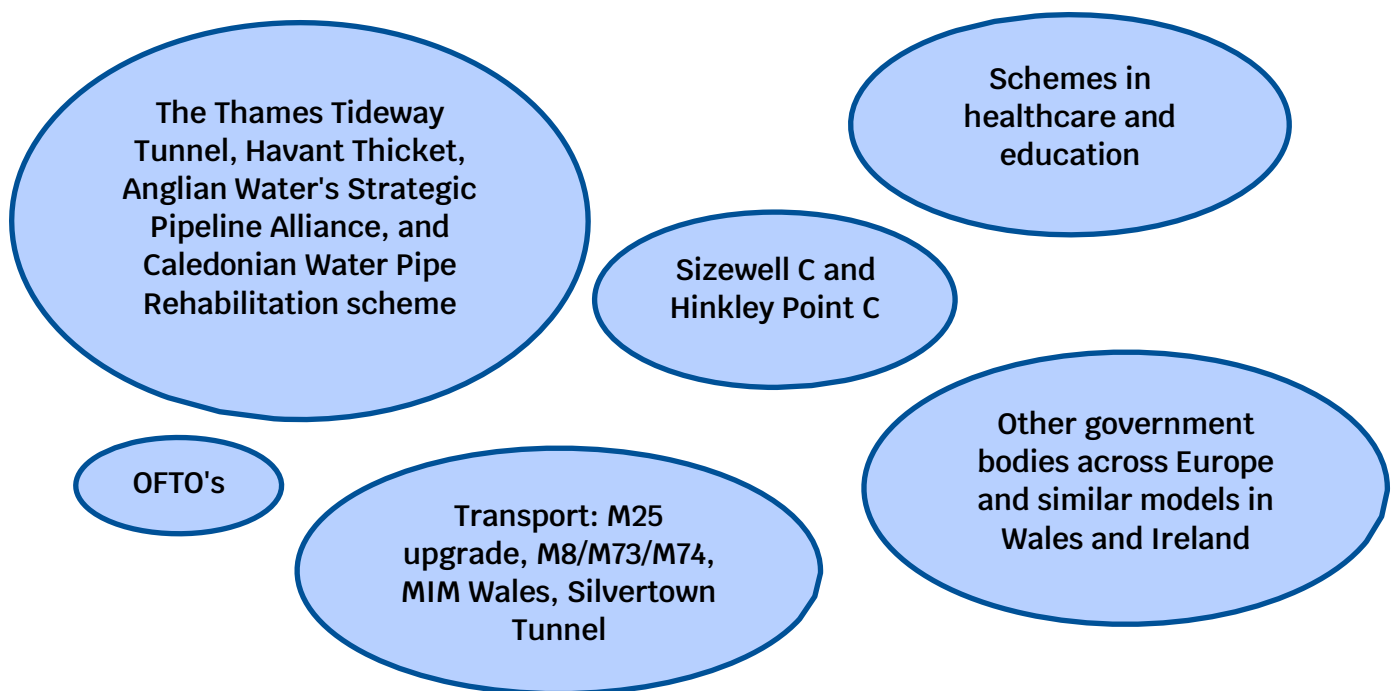 The Thames Tideway
Tunnel, Havant Thicket,
Anglian Water's Strategic
Pipeline Alliance, and
Caledonian Water Pipe
Rehabilitation scheme
Schemes in
healthcare and
education
Sizewell C and
Hinkley Point C
OFTO's
Transport: M25
upgrade, M8/M73/M74,
MIM Wales, Silvertown
Tunnel
Other government
bodies across Europe
and similar models in
Wales and Ireland